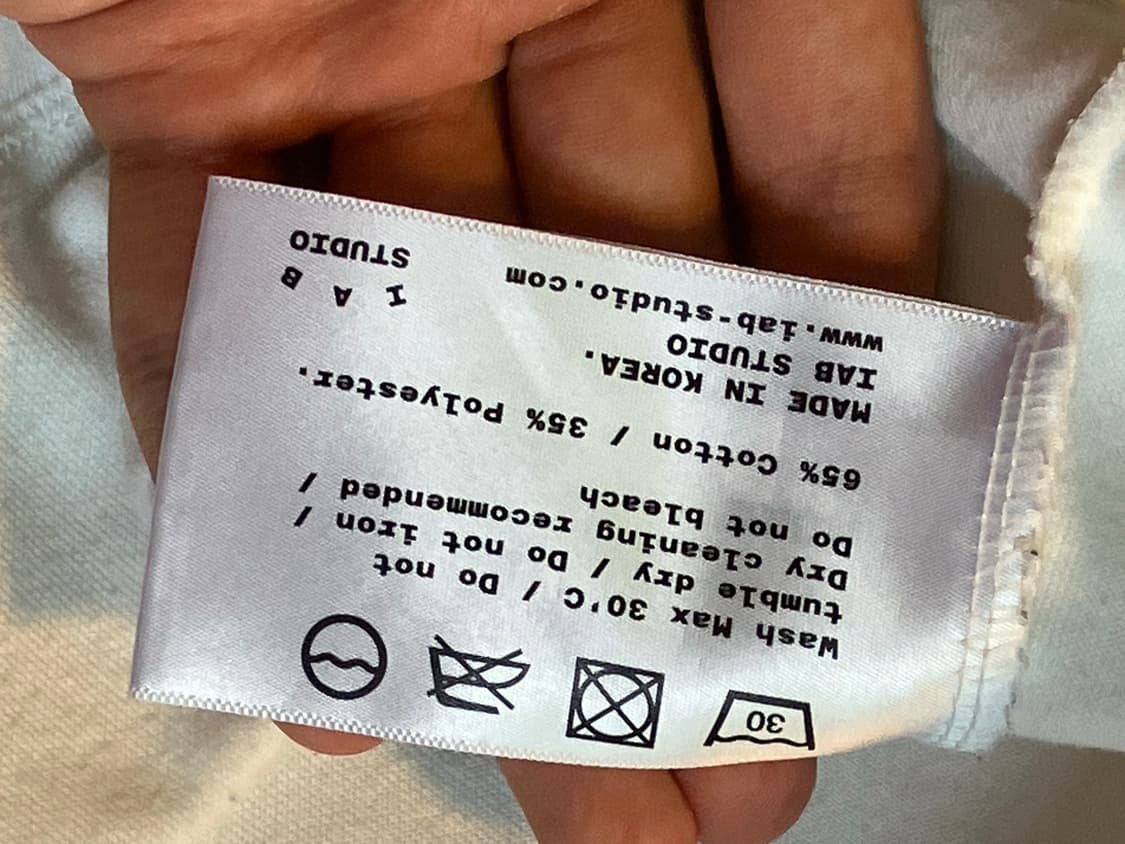 30
Wash Max 30'C / Do not
tumble dry / Do not iron /
Dry cleaning recommended /
Do not bleach
65% Cotton / 35% Polyester.
MADE IN KOREA.
IAB STUDIO
www.iab-studio.com
I A B
STUDIO